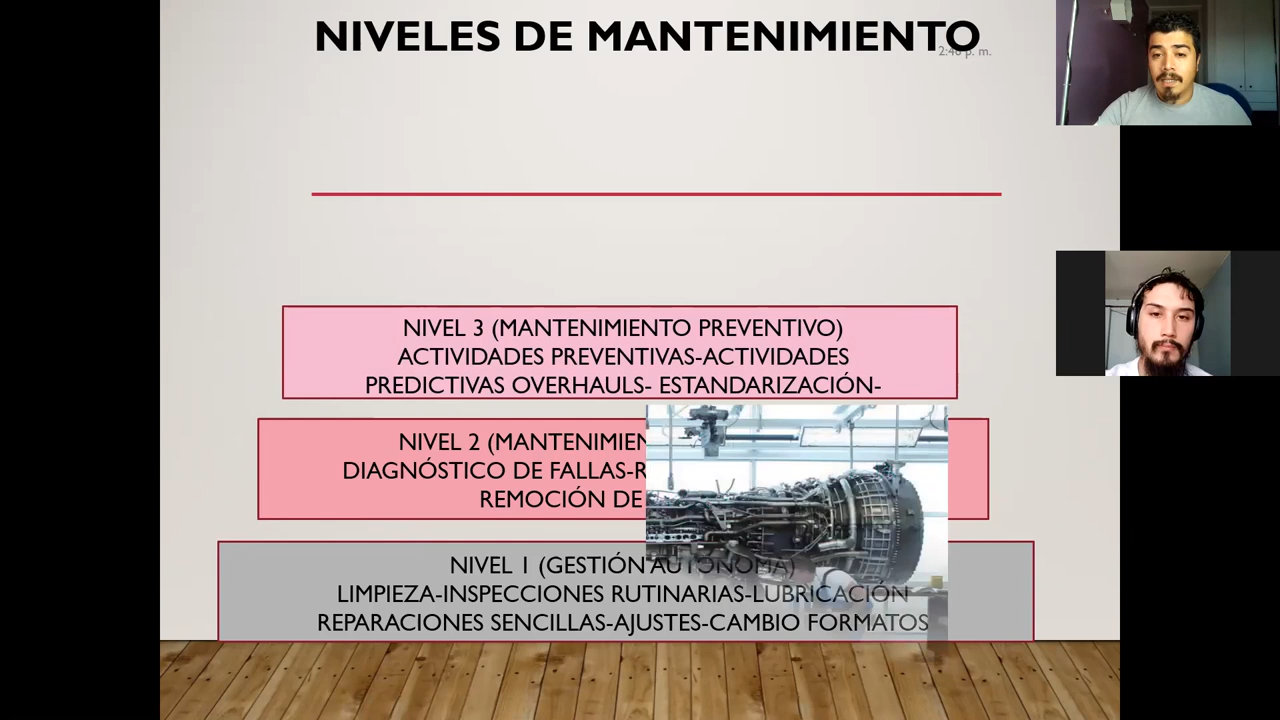 NIVELES DE MANTENIMIENTO
2:46 p. m.
NIVEL 3 (MANTENIMIENTO PREVENTIVO)
ACTIVIDADES PREVENTIVAS-ACTIVIDADES
PREDICTIVAS OVERHAULS- ESTANDARIZACIÓN-
NIVEL 2
DIAGNÓSTICO DE FALLAS-R
REMOCIÓN DE
NIVEL 1 (GESTIÓN AUTÓNOMA)
LIMPIEZA-INSPECCIONES RUTINARIAS-LUBRICACIÓN
REPARACIONES SENCILLAS-AJUSTES-CAMBIO FORMATOS